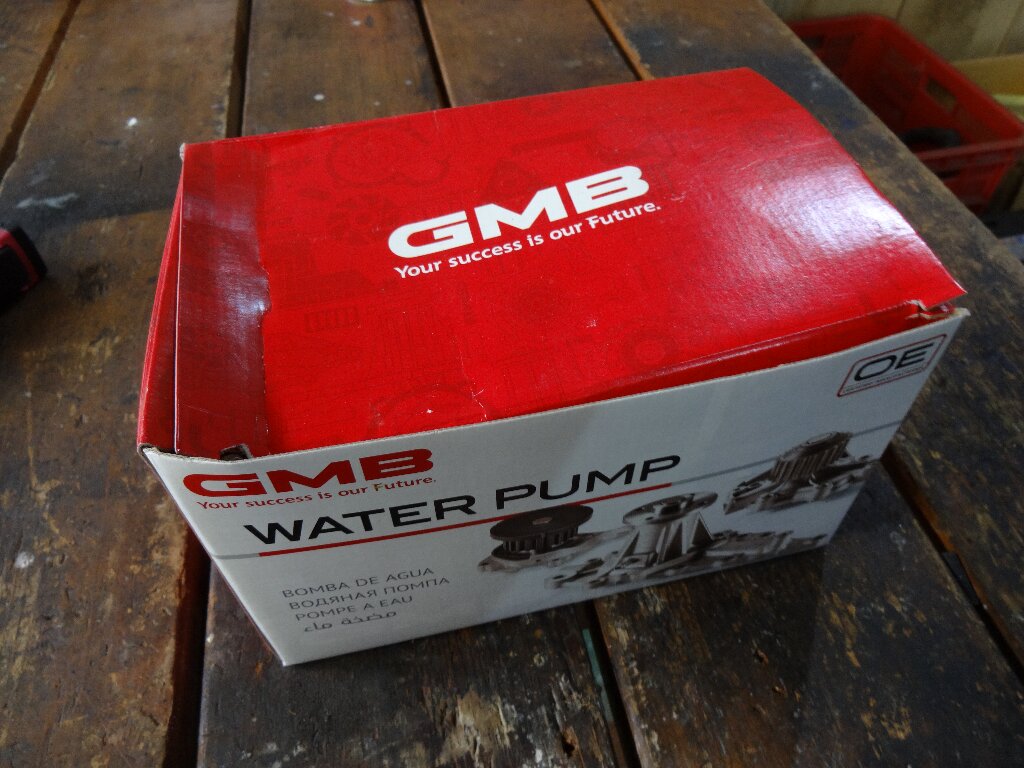 GMB
Your success is our Future.
OE
GMB
Your success is our Future.
WATER PUMP
BOMBA DE AGUA
ВОДЯНАЯ ПОМПА
POMPE A EAU
مضخة ماء